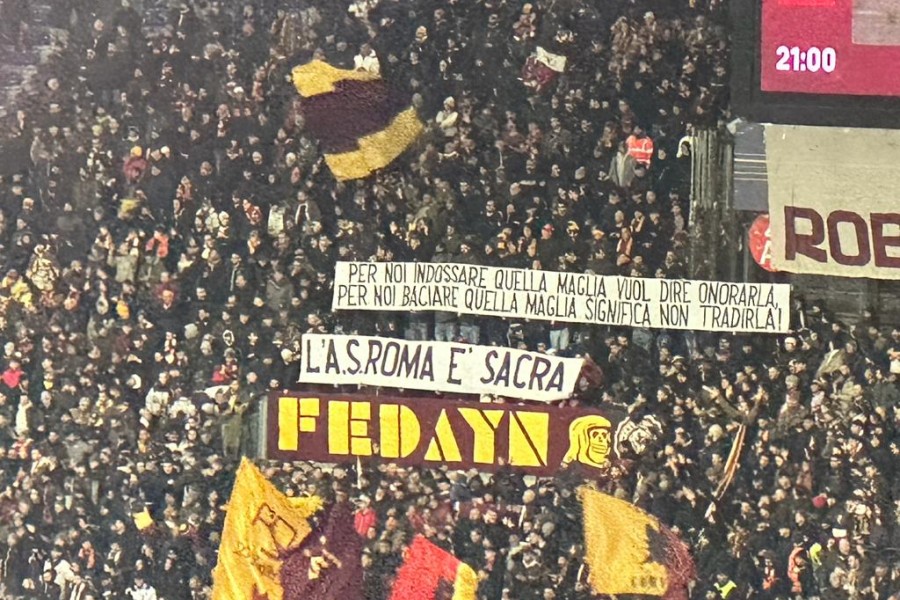 21:00
ROB
PER NOI INDOSSARE QUELLA MAGLIA VUOL DIRE ONORARLA,
PER NOI BACIARE QUELLA MAGLIA SIGNIFICA NON TRADIRLA!
L'A.S.ROMA E' SACRA
FEDAYN